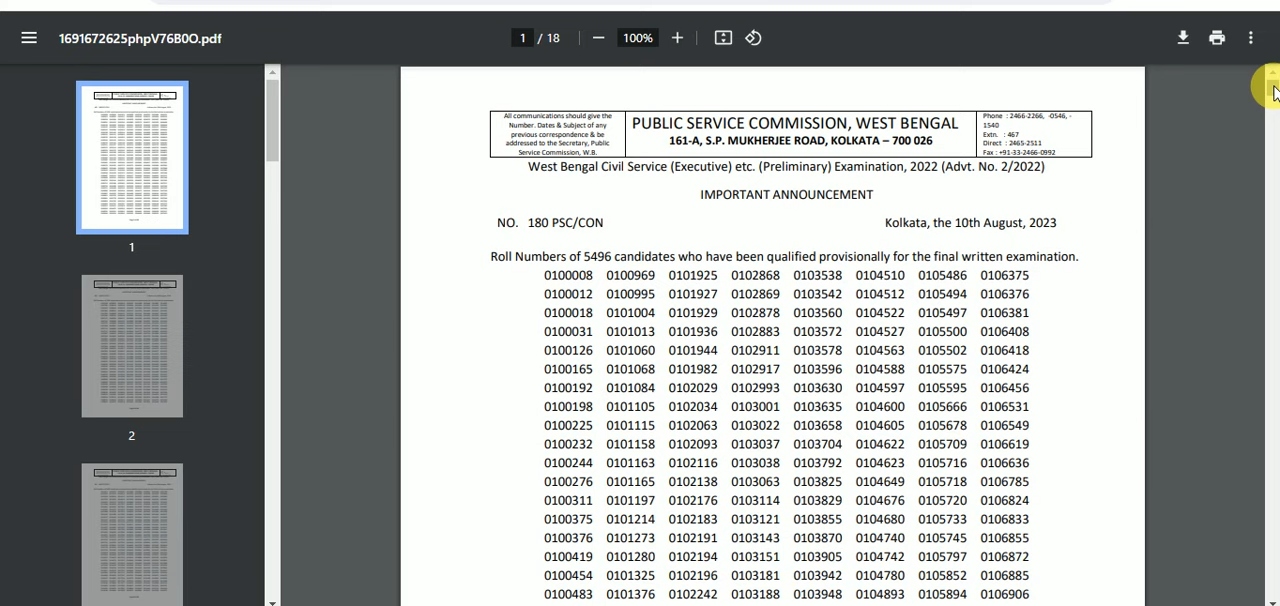 1691672625phpV76B0O.pdf
1 / 18
100%
1
2
All communications should give the
Number. Dates & Subject of any
previous correspondence & be
addressed to the Secretary, Public
Service Commission, W.B.
PUBLIC SERVICE COMMISSION, WEST BENGAL
161-A, S.P. MUKHERJEE ROAD, KOLKATA – 700 026
Phone : 2466-2266, -0546, -
1540
Extn. : 467
Direct : 2465-2511
Fax : +91-33-2466-0992
West Bengal Civil Service (Executive) etc. (Preliminary) Examination, 2022 (Advt. No. 2/2022)
IMPORTANT ANNOUNCEMENT
NO. 180 PSC/CON Kolkata, the 10th August, 2023
Roll Numbers of 5496 candidates who have been qualified provisionally for the final written examination.
0100008 0100969 0101925 0102868 0103538 0104510 0105486 0106375
0100012 0100995 0101927 0102869 0103542 0104512 0105494 0106376
0100018 0101004 0101929 0102878 0103560 0104522 0105497 0106381
0100031 0101013 0101936 0102883 0103572 0104527 0105500 0106408
0100126 0101060 0101944 0102911 0103578 0104563 0105502 0106418
0100165 0101068 0101982 0102917 0103596 0104588 0105575 0106424
0100192 0101084 0102029 0102993 0103630 0104597 0105595 0106456
0100198 0101105 0102034 0103001 0103635 0104600 0105666 0106531
0100225 0101115 0102063 0103022 0103658 0104605 0105678 0106549
0100232 0101158 0102093 0103037 0103704 0104622 0105709 0106619
0100244 0101163 0102116 0103038 0103792 0104623 0105716 0106636
0100276 0101165 0102138 0103063 0103825 0104649 0105718 0106785
0101197 0102176 0103114 0104676 0105720 0106824
0100375 0101214 0102183 0103121 0103855 0104680 0105733 0106833
0100376 0101273 0102191 0103143 0103870 0104740 0105745 0106855
0100419 0101280 0102194 0103151 0103935 0104742 0105797 0106872
0100454 0101325 0102196 0103181 0103942 0104780 0105852 0106885
0100483 0101376 0102242 0103188 0103948 0104893 0105894 0106906